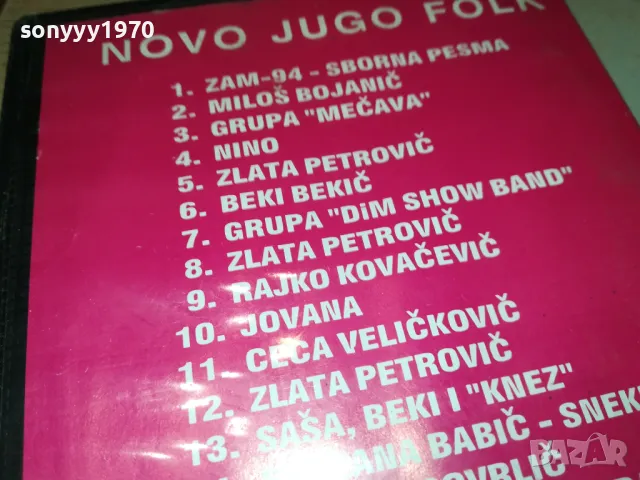 sonyyy1970
NOVO JUGO FOLK
1. ZAM-94 - SBORNA PESMA
2. MILOŠ BOJANIČ
3. GRUPA "MEČAVA"
4. NINO
5. ZLATA PETROVIČ
6. BEKI BEKIČ
7. GRUPA "DiM SHOW BAND"
8. ZLATA PETROVIČ
9. RAJKO KOVAČEVIČ
10. JOVANA
11. CECA VELIČKOVIČ
12. ZLATA PETROVIČ
13. SAŠA, BEKI I "KNEZ"
BABIČ - SNEK
BAZAR